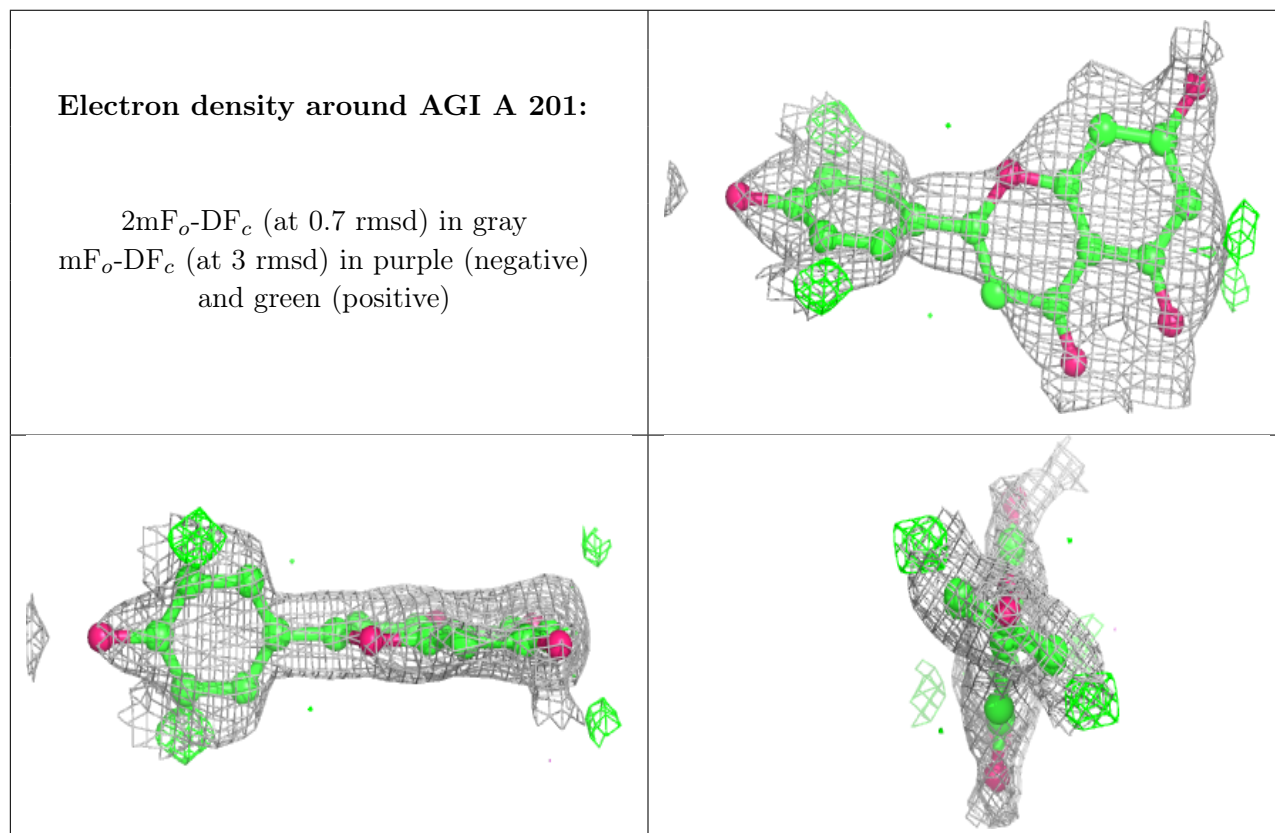 Electron density around AGI A 201:
2mFo-DFc (at 0.7 rmsd) in gray
mFo-DFc (at 3 rmsd) in purple (negative)
and green (positive)